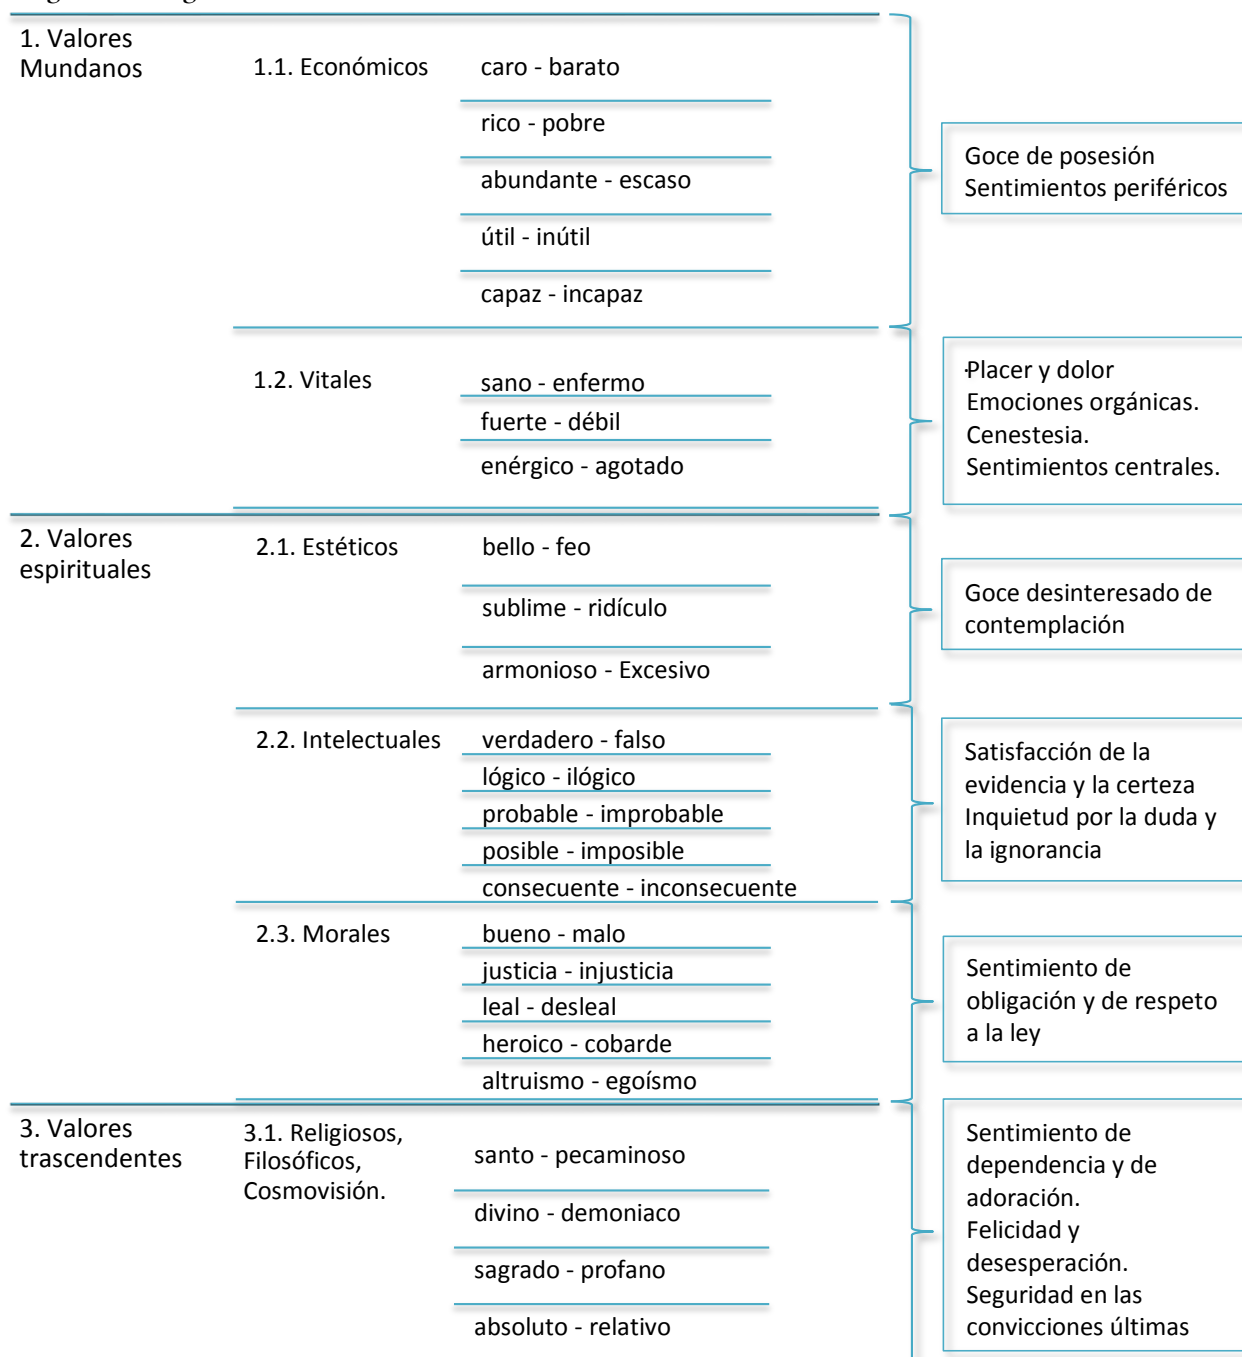 1. Valores
Mundanos
1.1. Económicos
caro - barato
rico - pobre
abundante - escaso
útil - inútil
capaz - incapaz
Goce de posesión
Sentimientos periféricos
1.2. Vitales
sano - enfermo
fuerte - débil
enérgico - agotado
·Placer y dolor
Emociones orgánicas.
Cenestesia.
Sentimientos centrales.
2. Valores
espirituales
2.1. Estéticos
bello - feo
sublime - ridículo
armonioso - Excesivo
Goce desinteresado de
contemplación
2.2. Intelectuales
verdadero - falso
lógico - ilógico
probable - improbable
posible - imposible
consecuente - inconsecuente
Satisfacción de la
evidencia y la certeza
Inquietud por la duda y
la ignorancia
2.3. Morales
bueno - malo
justicia - injusticia
leal - desleal
heroico - cobarde
altruismo - egoísmo
Sentimiento de
obligación y de respeto
a la ley
3. Valores
trascendentes
3.1. Religiosos,
Filosóficos,
Cosmovisión.
santo - pecaminoso
divino - demoniaco
sagrado - profano
absoluto - relativo
Sentimiento de
dependencia y de
adoración.
Felicidad y
desesperación.
Seguridad en las
convicciones últimas